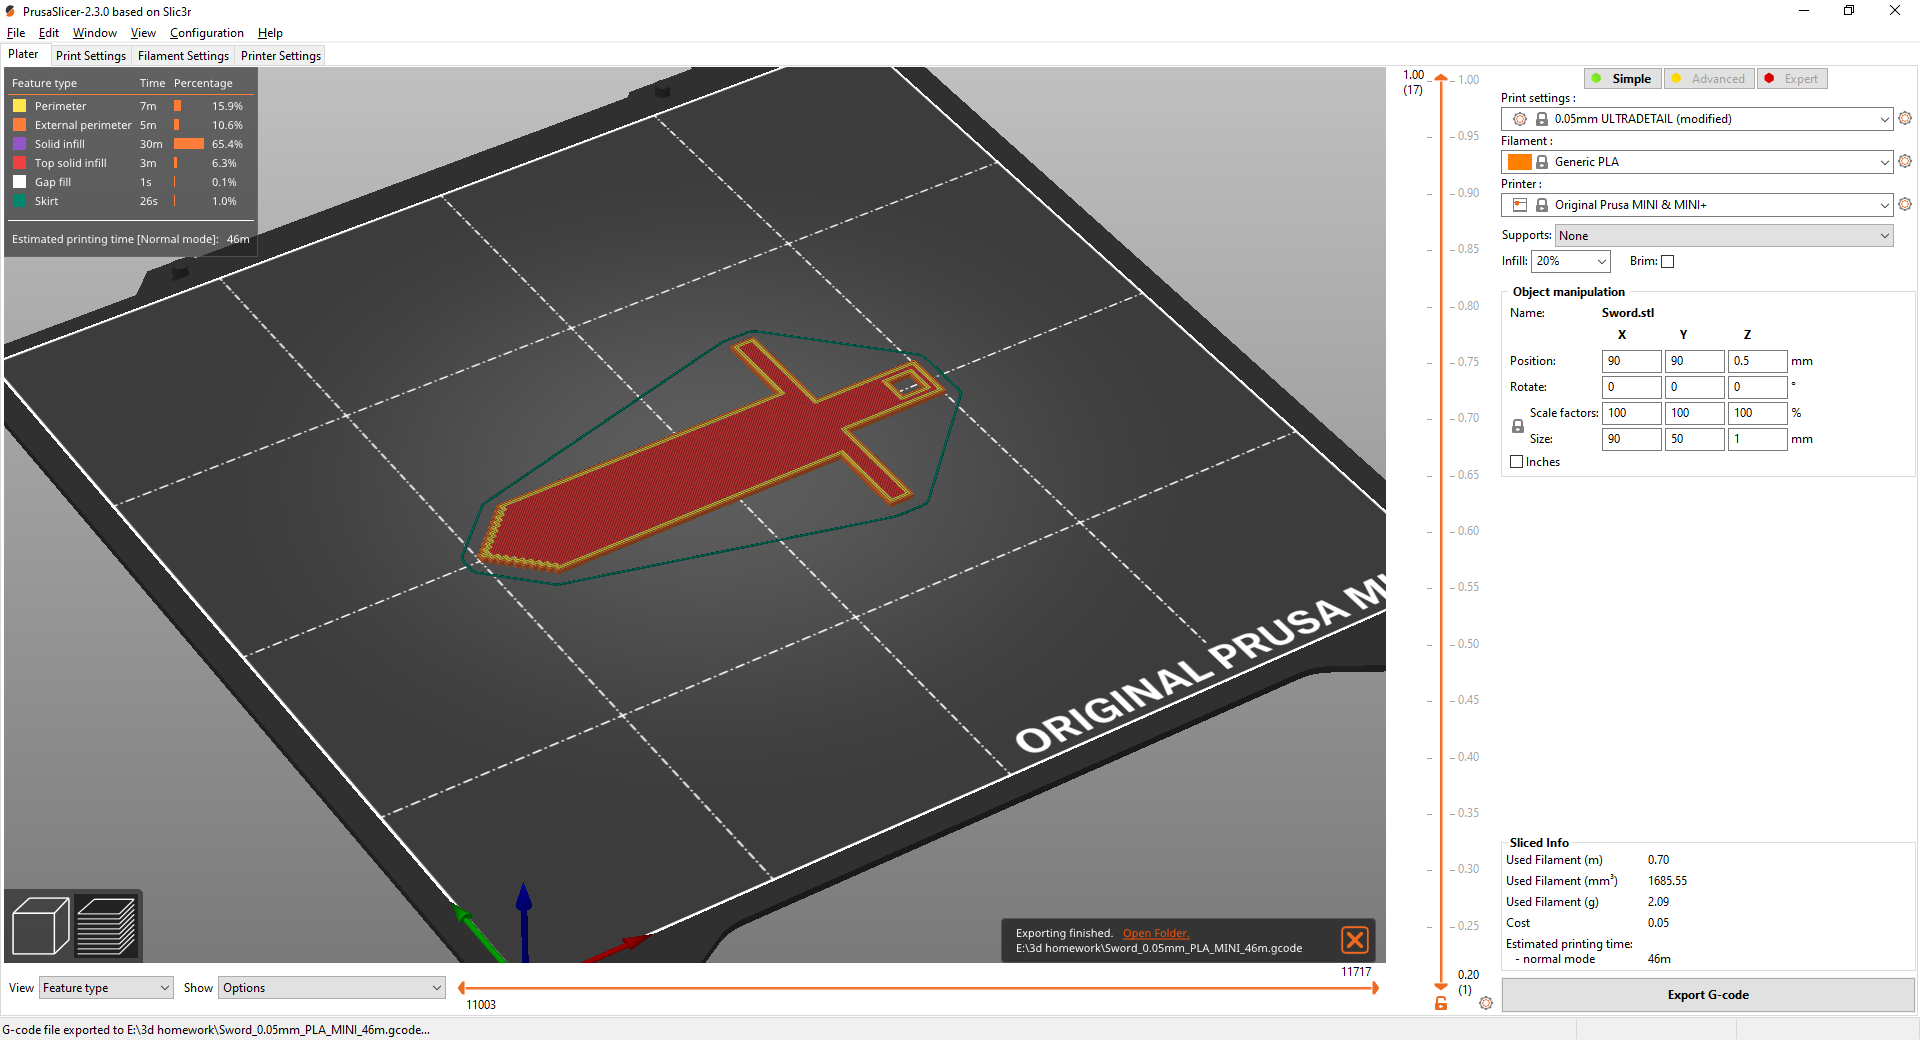 PrusaSlicer-2.3.0 based on Slic3r
File Edit Window View Configuration Help
Plater Print Settings Filament Settings Printer Settings
Feature type Time Percentage
Perimeter 7m 15.9%
External perimeter 5m 10.6%
Solid infill 30m 65.4%
Top solid infill 3m 6.3%
Gap fill 1s 0.1%
Skirt 26s 1.0%
Estimated printing time [Normal mode]: 46m
ORIGINAL PRUSA MI
Exporting finished. Open Folder.
E:\3d homework\Sword_0.05mm_PLA_MINI_46m.gcode
1.00
(17)
1.00
0.95
0.90
0.85
0.80
0.75
0.70
0.65
0.60
0.55
0.50
0.45
0.40
0.35
0.30
0.25
0.20
(1)
Simple Advanced Expert
Print settings :
0.05mm ULTRADETAIL (modified)
Filament :
Generic PLA
Printer :
Original Prusa MINI & MINI+
Supports: None
Infill: 20% Brim:
Object manipulation
Name: Sword.stl
X Y Z
Position: 90 90 0.5 mm
Rotate: 0 0 0 °
Scale factors: 100 100 100 %
Size: 90 50 1 mm
Inches
Sliced Info
Used Filament (m) 0.70
Used Filament (mm³) 1685.55
Used Filament (g) 2.09
Cost 0.05
Estimated printing time:
- normal mode 46m
Export G-code
View Feature type Show Options
11717
11003
G-code file exported to E:\3d homework\Sword_0.05mm_PLA_MINI_46m.gcode...